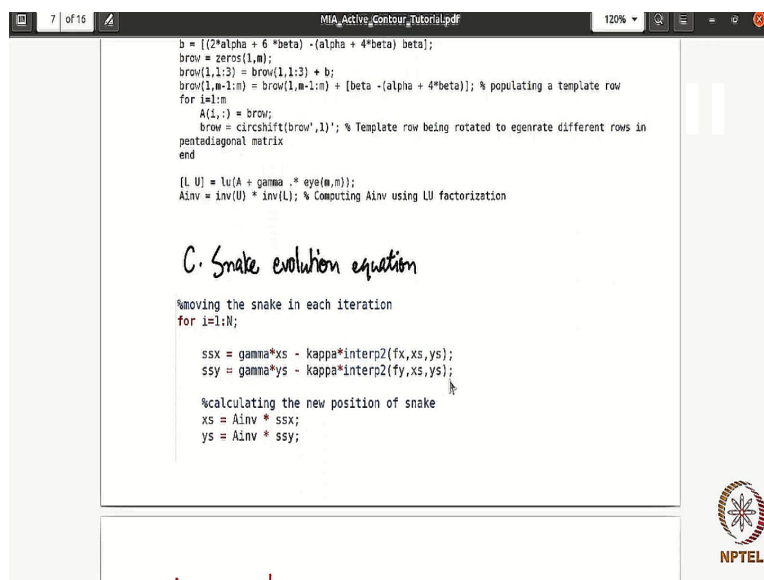 7 of 16
MIA_Active_Contour_Tutorial.pdf
120%
b = [(2*alpha + 6 *beta) -(alpha + 4*beta) beta];
brow = zeros(1,m);
brow(1,1:3) = brow(1,1:3) + b;
brow(1,m-1:m) = brow(1,m-1:m) + [beta -(alpha + 4*beta)]; % populating a template row
for i=1:m
A(i,:) = brow;
brow = circshift(brow',1)'; % Template row being rotated to egenrate different rows in
pentadiagonal matrix
end
[L U] = lu(A + gamma .* eye(m,m));
Ainv = inv(U) * inv(L); % Computing Ainv using LU factorization
C. Snake evolution equation
%moving the snake in each iteration
for i=1:N;
ssx = gamma*xs - kappa*interp2(fx,xs,ys);
ssy = gamma*ys - kappa*interp2(fy,xs,ys);
%calculating the new position of snake
xs = Ainv * ssx;
ys = Ainv * ssy;
NPTEL